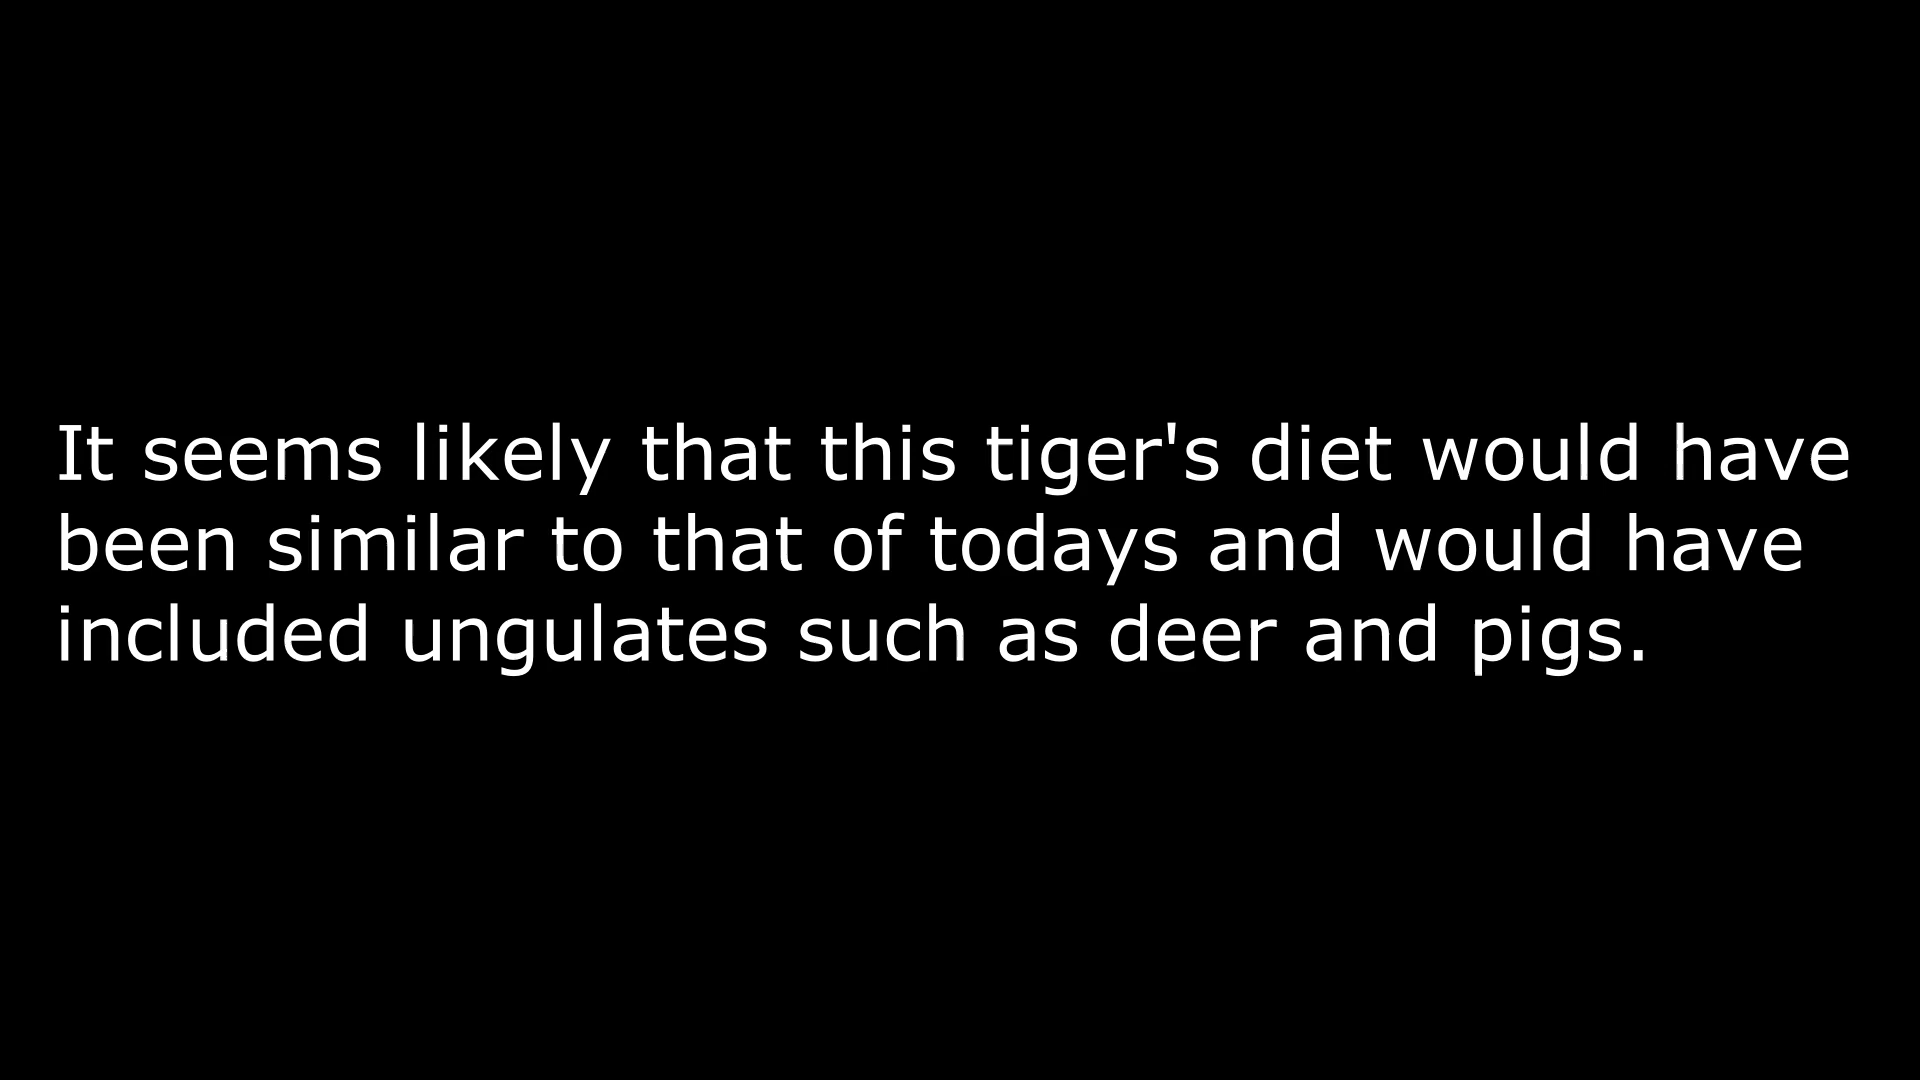 It seems likely that this tiger's diet would have
been similar to that of todays and would have
included ungulates such as deer and pigs.